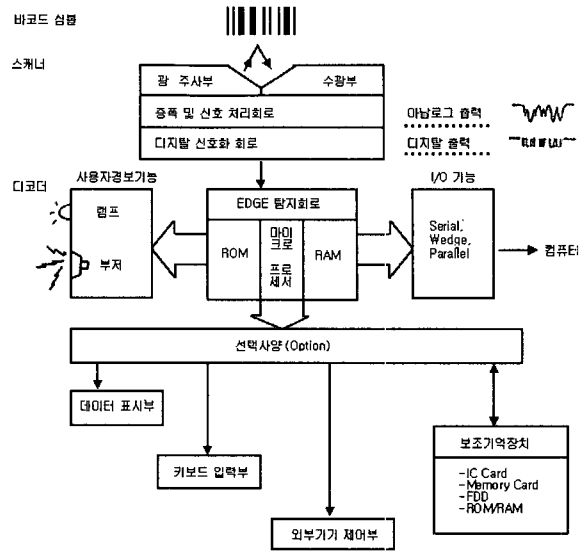 바코드 심볼
스캐너
광 주사부
수광부
증폭 및 신호 처리회로
디지탈 신호화 회로
아날로그 출력
디지탈 출력
디코더
사용자경보기능
램프
부저
EDGE 탐지회로
ROM
마이크로 프로세서
RAM
I/O 기능
Serial,
Wedge,
Parallel
컴퓨터
선택사양 (Option)
데이터 표시부
키보드 입력부
외부기기 제어부
보조기억장치
-IC Card
-Memory Card
-FDD
-ROM/RAM